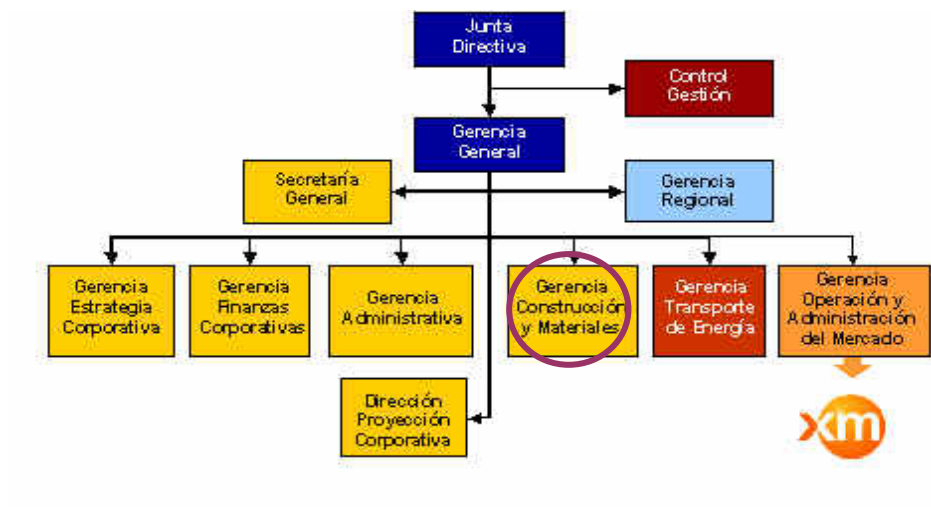 Junta
Directiva
Control
Gestión
Gerencia
General
Secretaría
General
Gerencia
Regional
Gerencia
Estrategia
Corporativa
Gerencia
Finanzas
Corporativas
Gerencia
Administrativa
Gerencia
Construcción
y Materiales
Gerencia
Transporte
de Energía
Gerencia
Operación y
Administración
del Mercado
Dirección
Proyección
Corporativa
xm